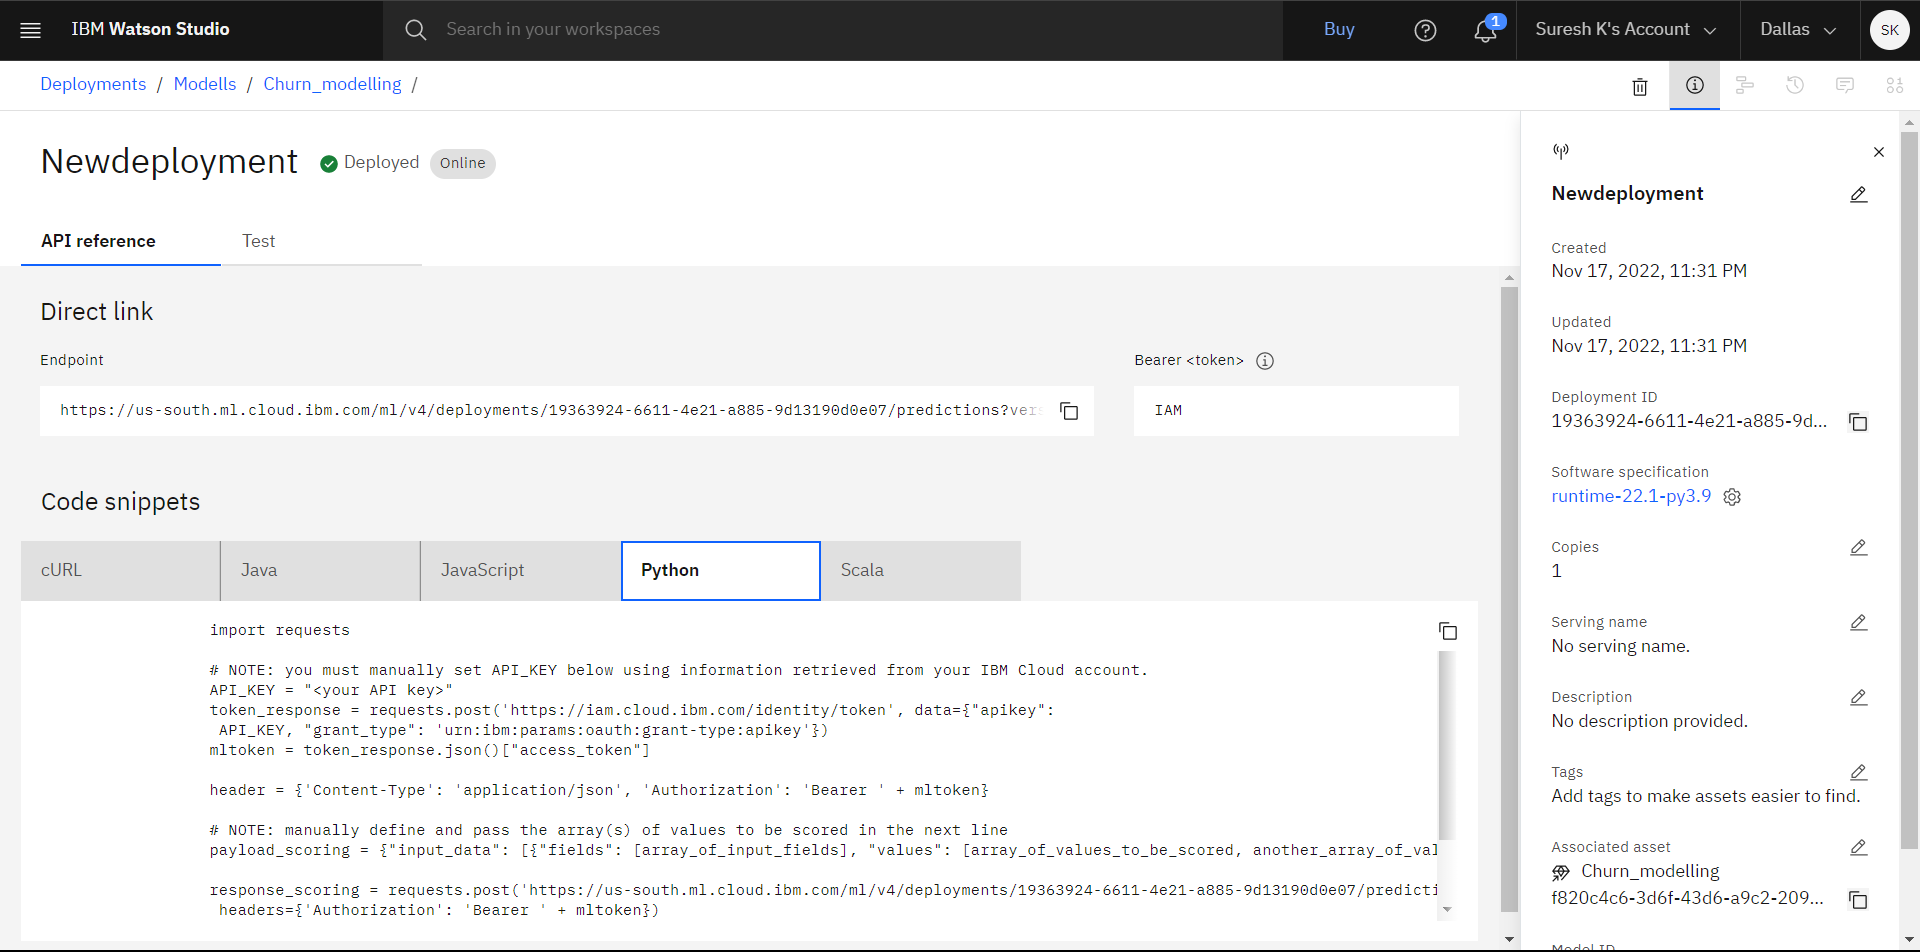 IBM Watson Studio
Search in your workspaces
Buy
1
Suresh K's Account
Dallas
SK
Deployments / Modells / Churn_modelling /
Newdeployment
Deployed
Online
API reference
Test
Direct link
Endpoint
https://us-south.ml.cloud.ibm.com/ml/v4/deployments/19363924-6611-4e21-a885-9d13190d0e07/predictions?vers
Bearer <token>
IAM
Code snippets
cURL
Java
JavaScript
Python
Scala
import requests
# NOTE: you must manually set API_KEY below using information retrieved from your IBM Cloud account.
API_KEY = "<your API key>"
token_response = requests.post('https://iam.cloud.ibm.com/identity/token', data={"apikey":
API_KEY, "grant_type": 'urn:ibm:params:oauth:grant-type:apikey'})
mltoken = token_response.json()["access_token"]
header = {'Content-Type': 'application/json', 'Authorization': 'Bearer ' + mltoken}
# NOTE: manually define and pass the array(s) of values to be scored in the next line
payload_scoring = {"input_data": [{"fields": [array_of_input_fields], "values": [array_of_values_to_be_scored, another_array_of_val
response_scoring = requests.post('https://us-south.ml.cloud.ibm.com/ml/v4/deployments/19363924-6611-4e21-a885-9d13190d0e07/predicti
headers={'Authorization': 'Bearer ' + mltoken})
Newdeployment
Created
Nov 17, 2022, 11:31 PM
Updated
Nov 17, 2022, 11:31 PM
Deployment ID
19363924-6611-4e21-a885-9d...
Software specification
runtime-22.1-py3.9
Copies
1
Serving name
No serving name.
Description
No description provided.
Tags
Add tags to make assets easier to find.
Associated asset
Churn_modelling
f820c4c6-3d6f-43d6-a9c2-209...
Model ID